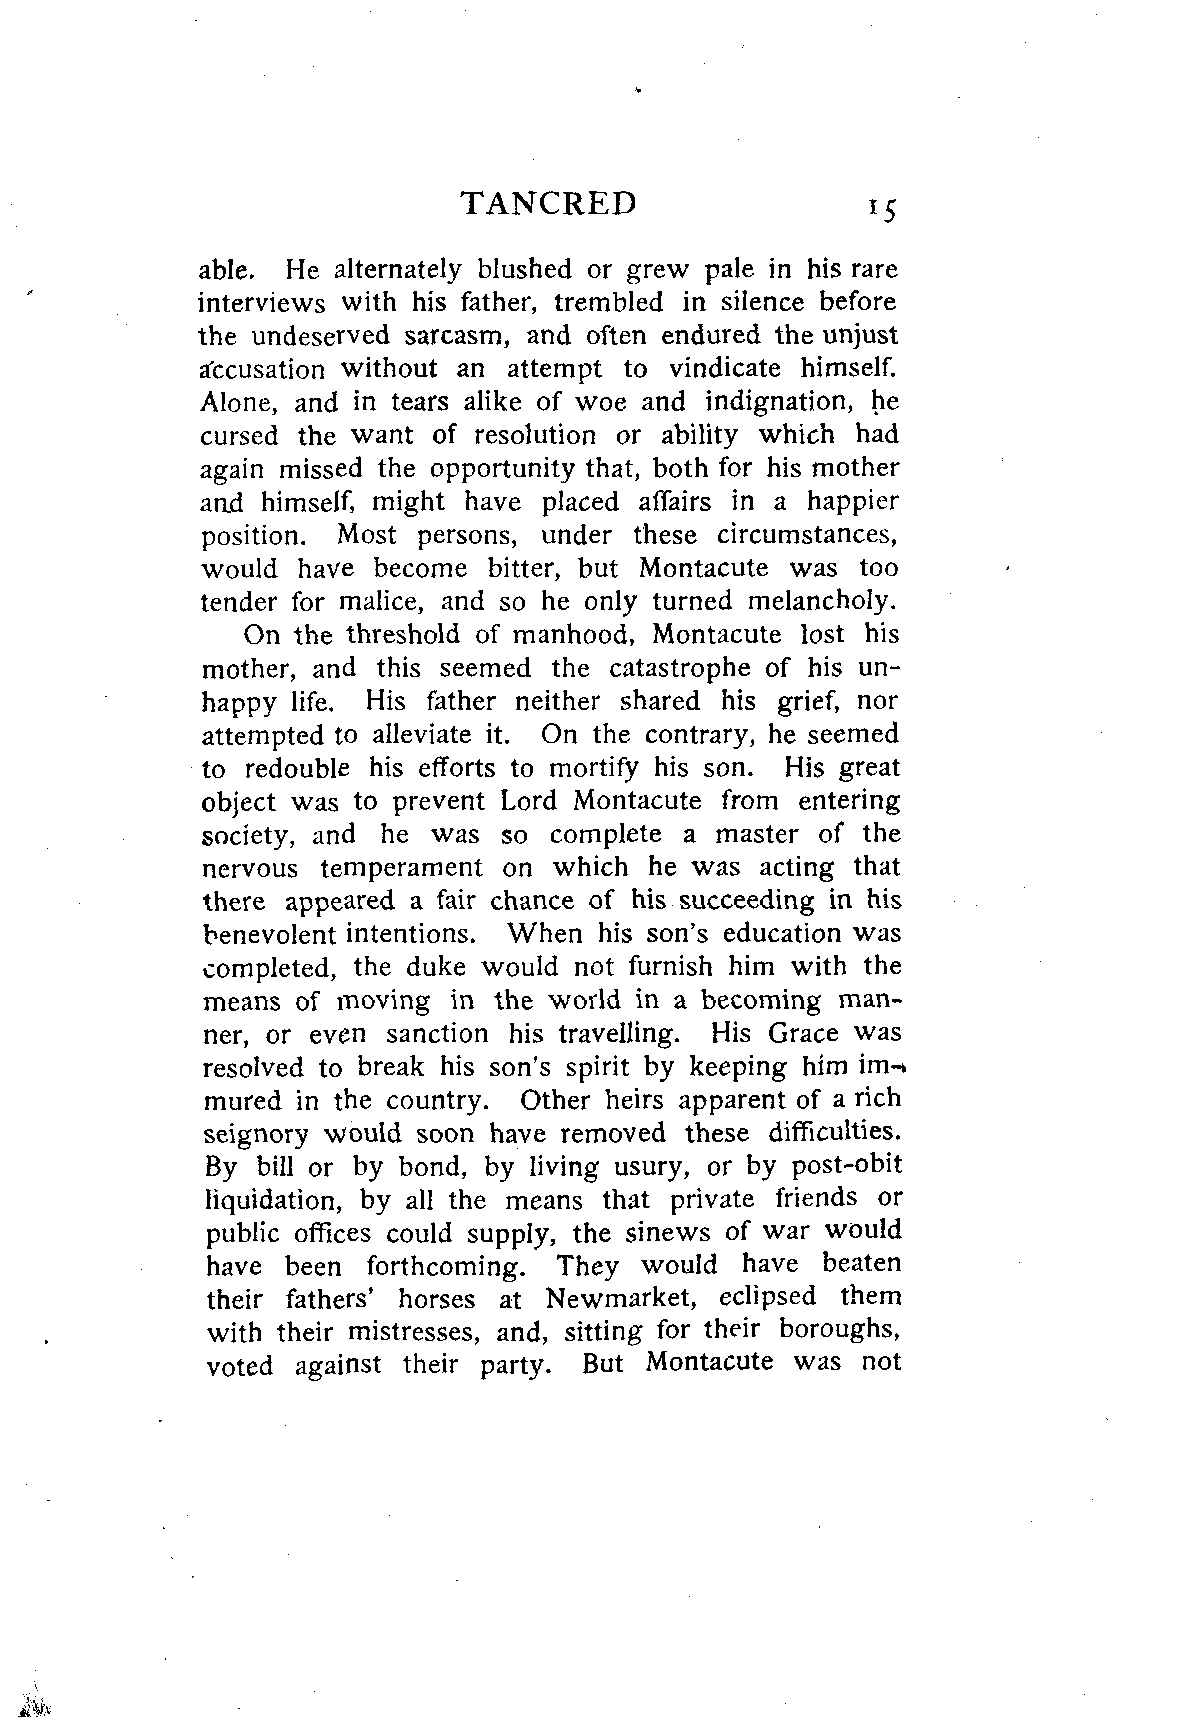 TANCRED 15
able. He alternately blushed or grew pale in his rare
interviews with his father, trembled in silence before
the undeserved sarcasm, and often endured the unjust
accusation without an attempt to vindicate himself.
Alone, and in tears alike of woe and indignation, he
cursed the want of resolution or ability which had
again missed the opportunity that, both for his mother
and himself, might have placed affairs in a happier
position. Most persons, under these circumstances,
would have become bitter, but Montacute was too
tender for malice, and so he only turned melancholy.
On the threshold of manhood, Montacute lost his
mother, and this seemed the catastrophe of his un-
happy life. His father neither shared his grief, nor
attempted to alleviate it. On the contrary, he seemed
to redouble his efforts to mortify his son. His great
object was to prevent Lord Montacute from entering
society, and he was so complete a master of the
nervous temperament on which he was acting that
there appeared a fair chance of his succeeding in his
benevolent intentions. When his son's education was
completed, the duke would not furnish him with the
means of moving in the world in a becoming man-
ner, or even sanction his travelling. His Grace was
resolved to break his son's spirit by keeping him im-
mured in the country. Other heirs apparent of a rich
seignory would soon have removed these difficulties.
By bill or by bond, by living usury, or by post-obit
liquidation, by all the means that private friends or
public offices could supply, the sinews of war would
have been forthcoming. They would have beaten
their fathers' horses at Newmarket, eclipsed them
with their mistresses, and, sitting for their boroughs,
voted against their party. But Montacute was not